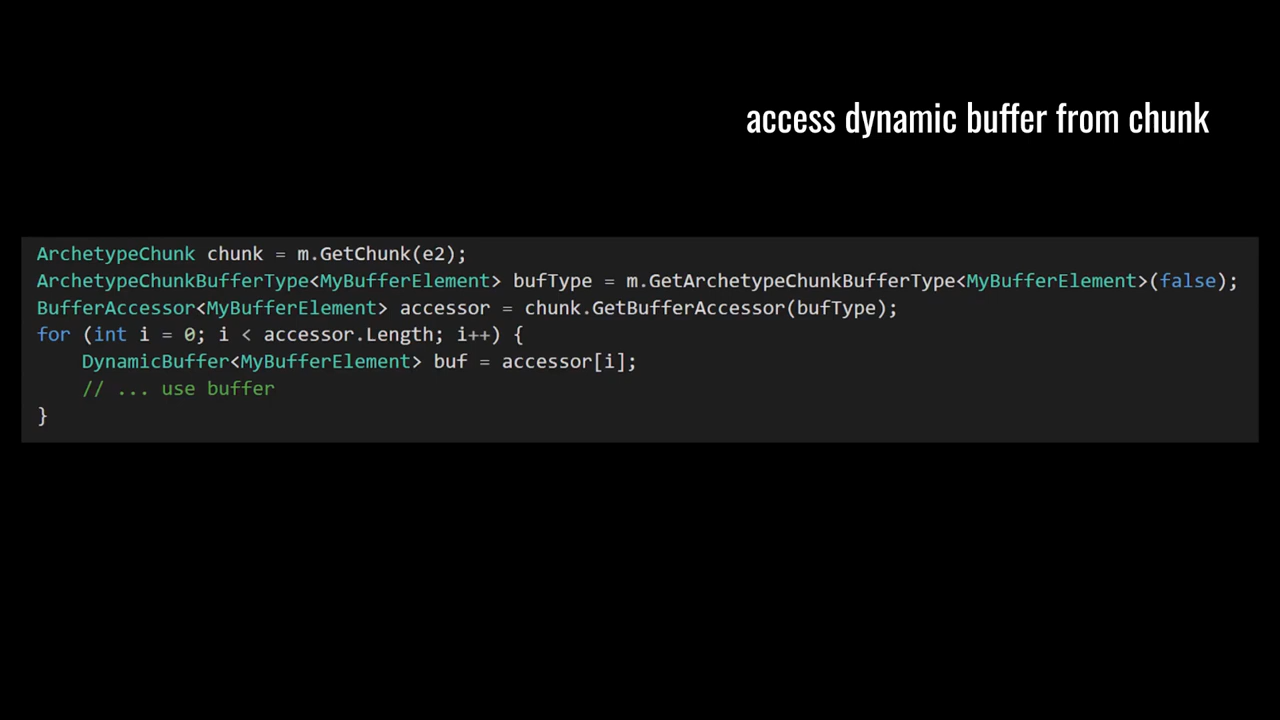 access dynamic buffer from chunk
ArchetypeChunk chunk = m.GetChunk(e2);
ArchetypeChunkBufferType<MyBufferElement> bufType = m.GetArchetypeChunkBufferType<MyBufferElement>(false);
BufferAccessor<MyBufferElement> accessor = chunk.GetBufferAccessor(bufType);
for (int i = 0; i < accessor.Length; i++) {
    DynamicBuffer<MyBufferElement> buf = accessor[i];
    // ... use buffer
}